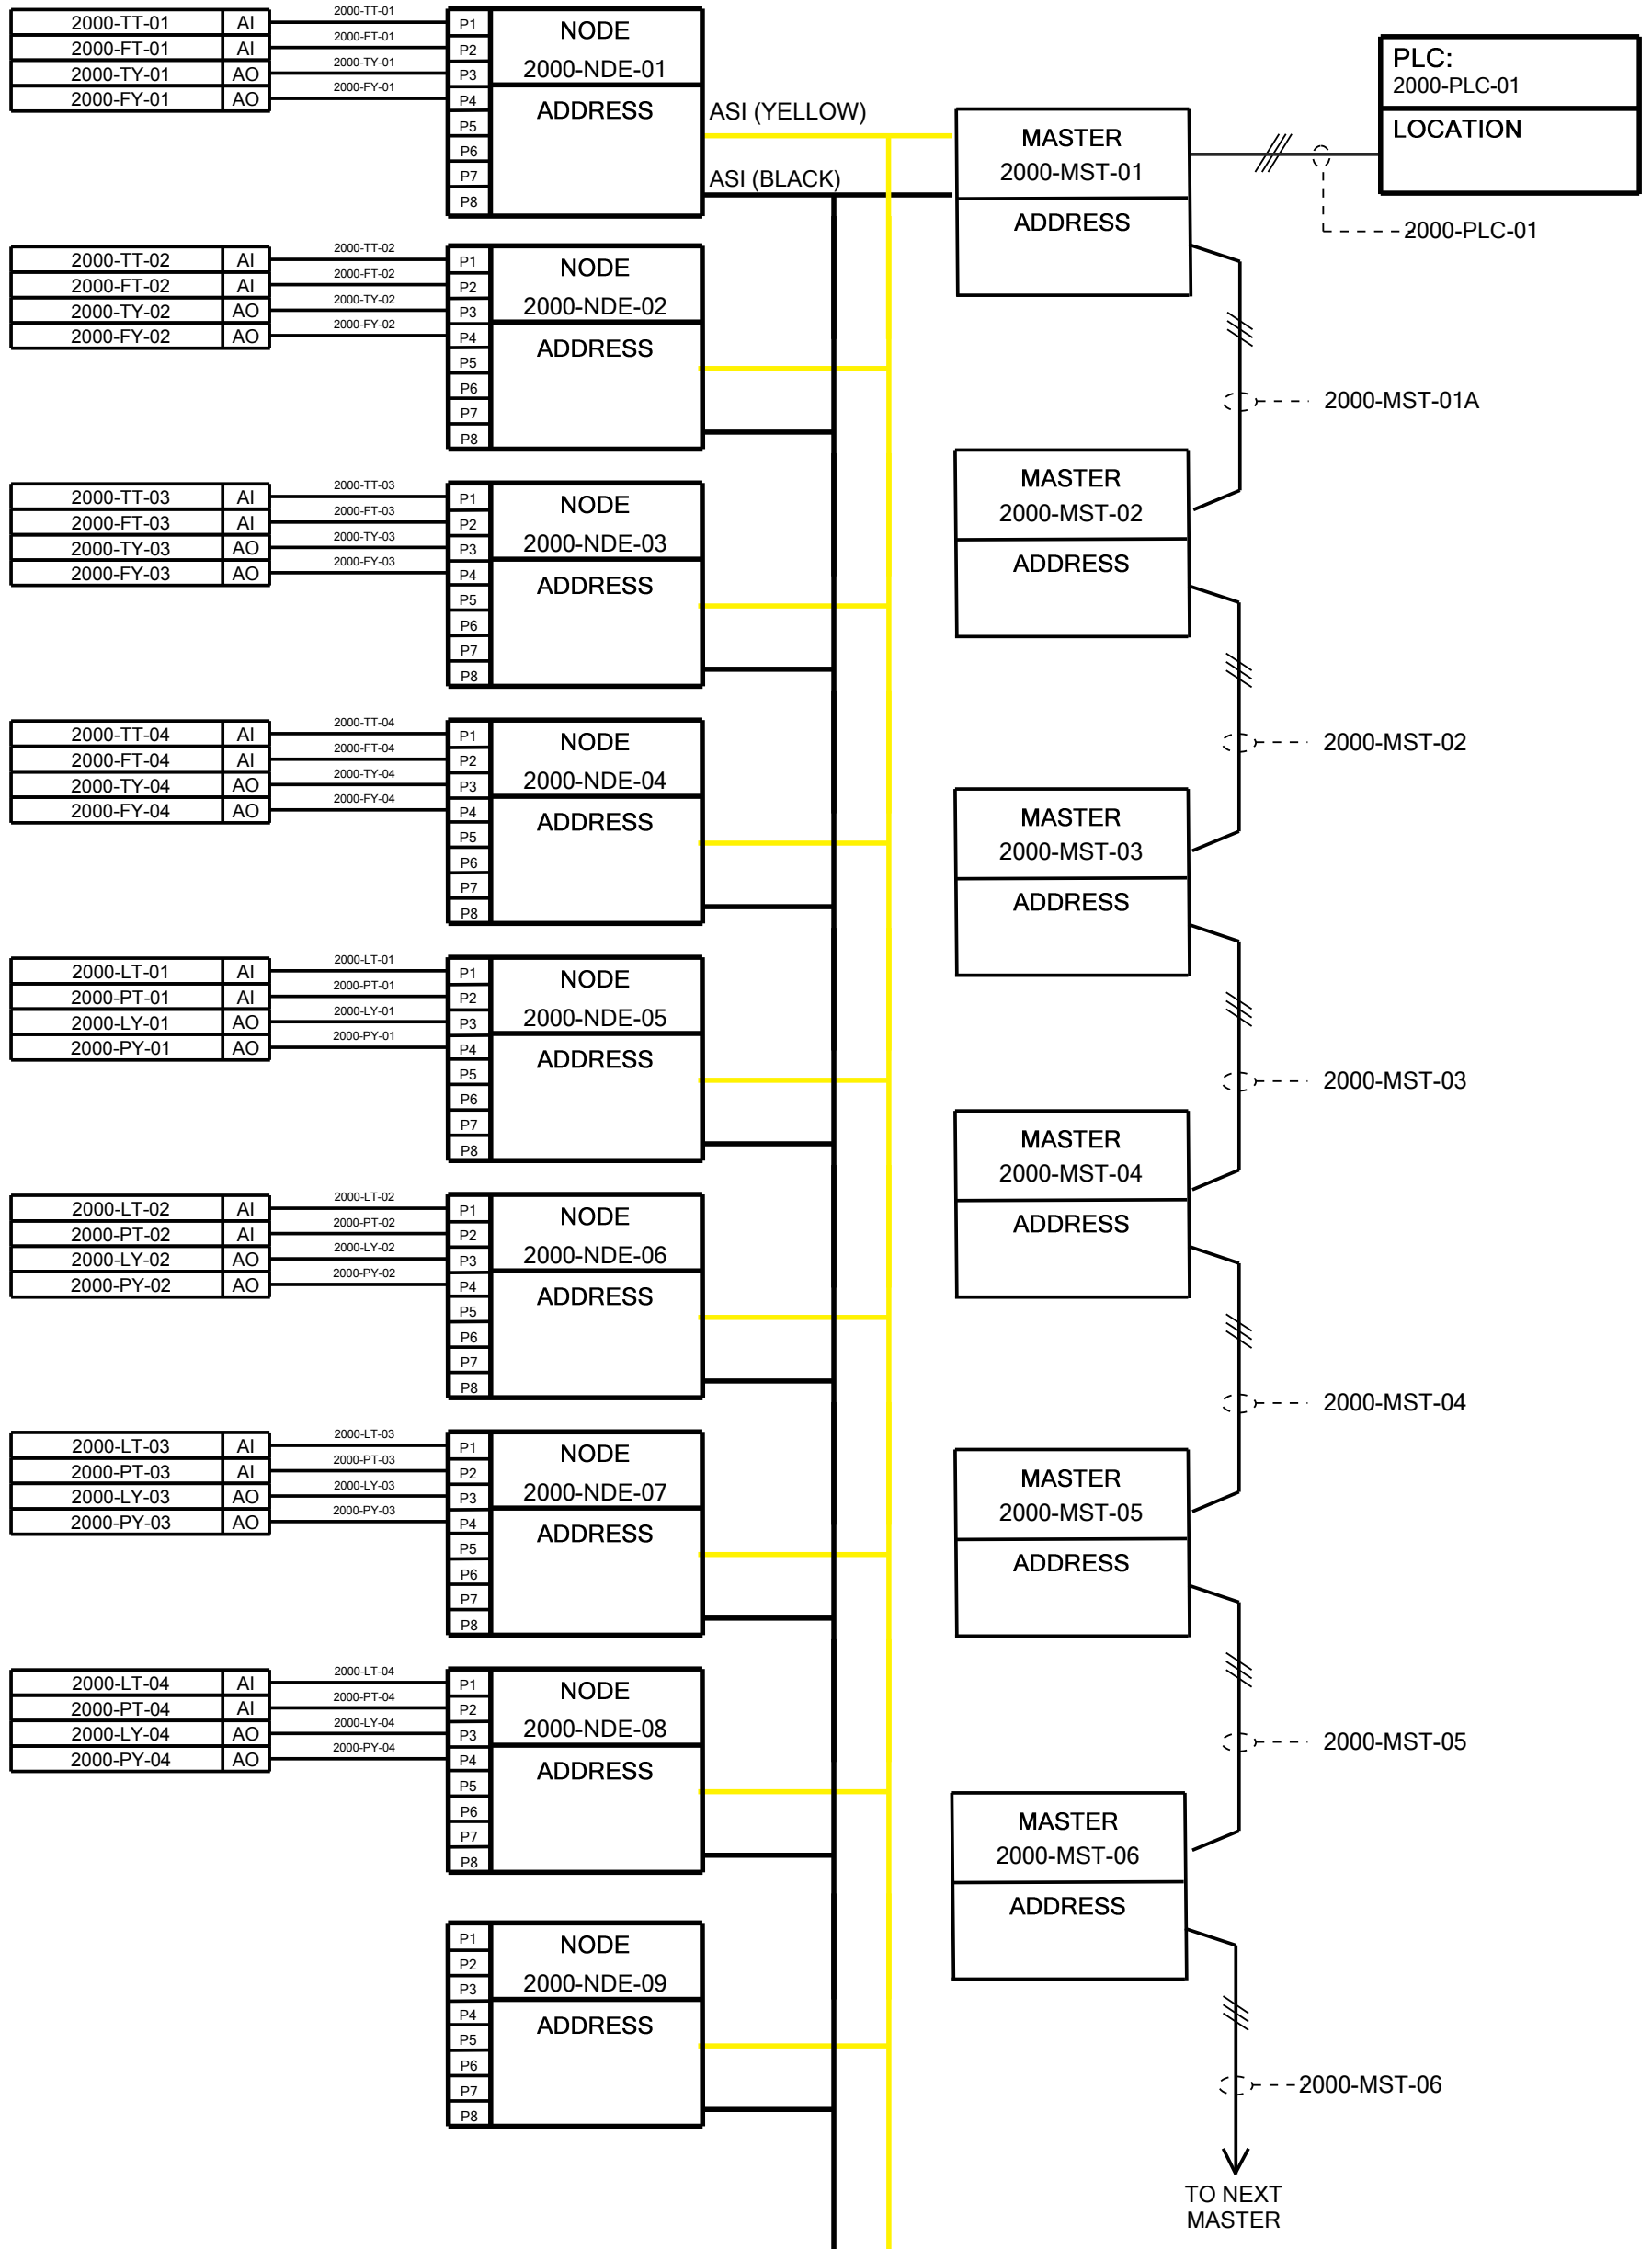 2000-TT-01 AI 2000-TT-01 P1
2000-FT-01 AI 2000-FT-01 P2
2000-TY-01 AO 2000-TY-01 P3
2000-FY-01 AO 2000-FY-01 P4
P5
P6
P7
P8
NODE
2000-NDE-01
ADDRESS
ASI (YELLOW)
ASI (BLACK)
MASTER
2000-MST-01
ADDRESS
PLC:
2000-PLC-01
LOCATION
2000-PLC-01
2000-TT-02 AI 2000-TT-02 P1
2000-FT-02 AI 2000-FT-02 P2
2000-TY-02 AO 2000-TY-02 P3
2000-FY-02 AO 2000-FY-02 P4
P5
P6
P7
P8
NODE
2000-NDE-02
ADDRESS
2000-MST-01A
2000-TT-03 AI 2000-TT-03 P1
2000-FT-03 AI 2000-FT-03 P2
2000-TY-03 AO 2000-TY-03 P3
2000-FY-03 AO 2000-FY-03 P4
P5
P6
P7
P8
NODE
2000-NDE-03
ADDRESS
MASTER
2000-MST-02
ADDRESS
2000-MST-02
2000-TT-04 AI 2000-TT-04 P1
2000-FT-04 AI 2000-FT-04 P2
2000-TY-04 AO 2000-TY-04 P3
2000-FY-04 AO 2000-FY-04 P4
P5
P6
P7
P8
NODE
2000-NDE-04
ADDRESS
MASTER
2000-MST-03
ADDRESS
2000-MST-03
2000-LT-01 AI 2000-LT-01 P1
2000-PT-01 AI 2000-PT-01 P2
2000-LY-01 AO 2000-LY-01 P3
2000-PY-01 AO 2000-PY-01 P4
P5
P6
P7
P8
NODE
2000-NDE-05
ADDRESS
MASTER
2000-MST-04
ADDRESS
2000-MST-04
2000-LT-02 AI 2000-LT-02 P1
2000-PT-02 AI 2000-PT-02 P2
2000-LY-02 AO 2000-LY-02 P3
2000-PY-02 AO 2000-PY-02 P4
P5
P6
P7
P8
NODE
2000-NDE-06
ADDRESS
2000-LT-03 AI 2000-LT-03 P1
2000-PT-03 AI 2000-PT-03 P2
2000-LY-03 AO 2000-LY-03 P3
2000-PY-03 AO 2000-PY-03 P4
P5
P6
P7
P8
NODE
2000-NDE-07
ADDRESS
MASTER
2000-MST-05
ADDRESS
2000-MST-05
2000-LT-04 AI 2000-LT-04 P1
2000-PT-04 AI 2000-PT-04 P2
2000-LY-04 AO 2000-LY-04 P3
2000-PY-04 AO 2000-PY-04 P4
P5
P6
P7
P8
NODE
2000-NDE-08
ADDRESS
MASTER
2000-MST-06
ADDRESS
2000-MST-06
P1
P2
P3
P4
P5
P6
P7
P8
NODE
2000-NDE-09
ADDRESS
TO NEXT
MASTER